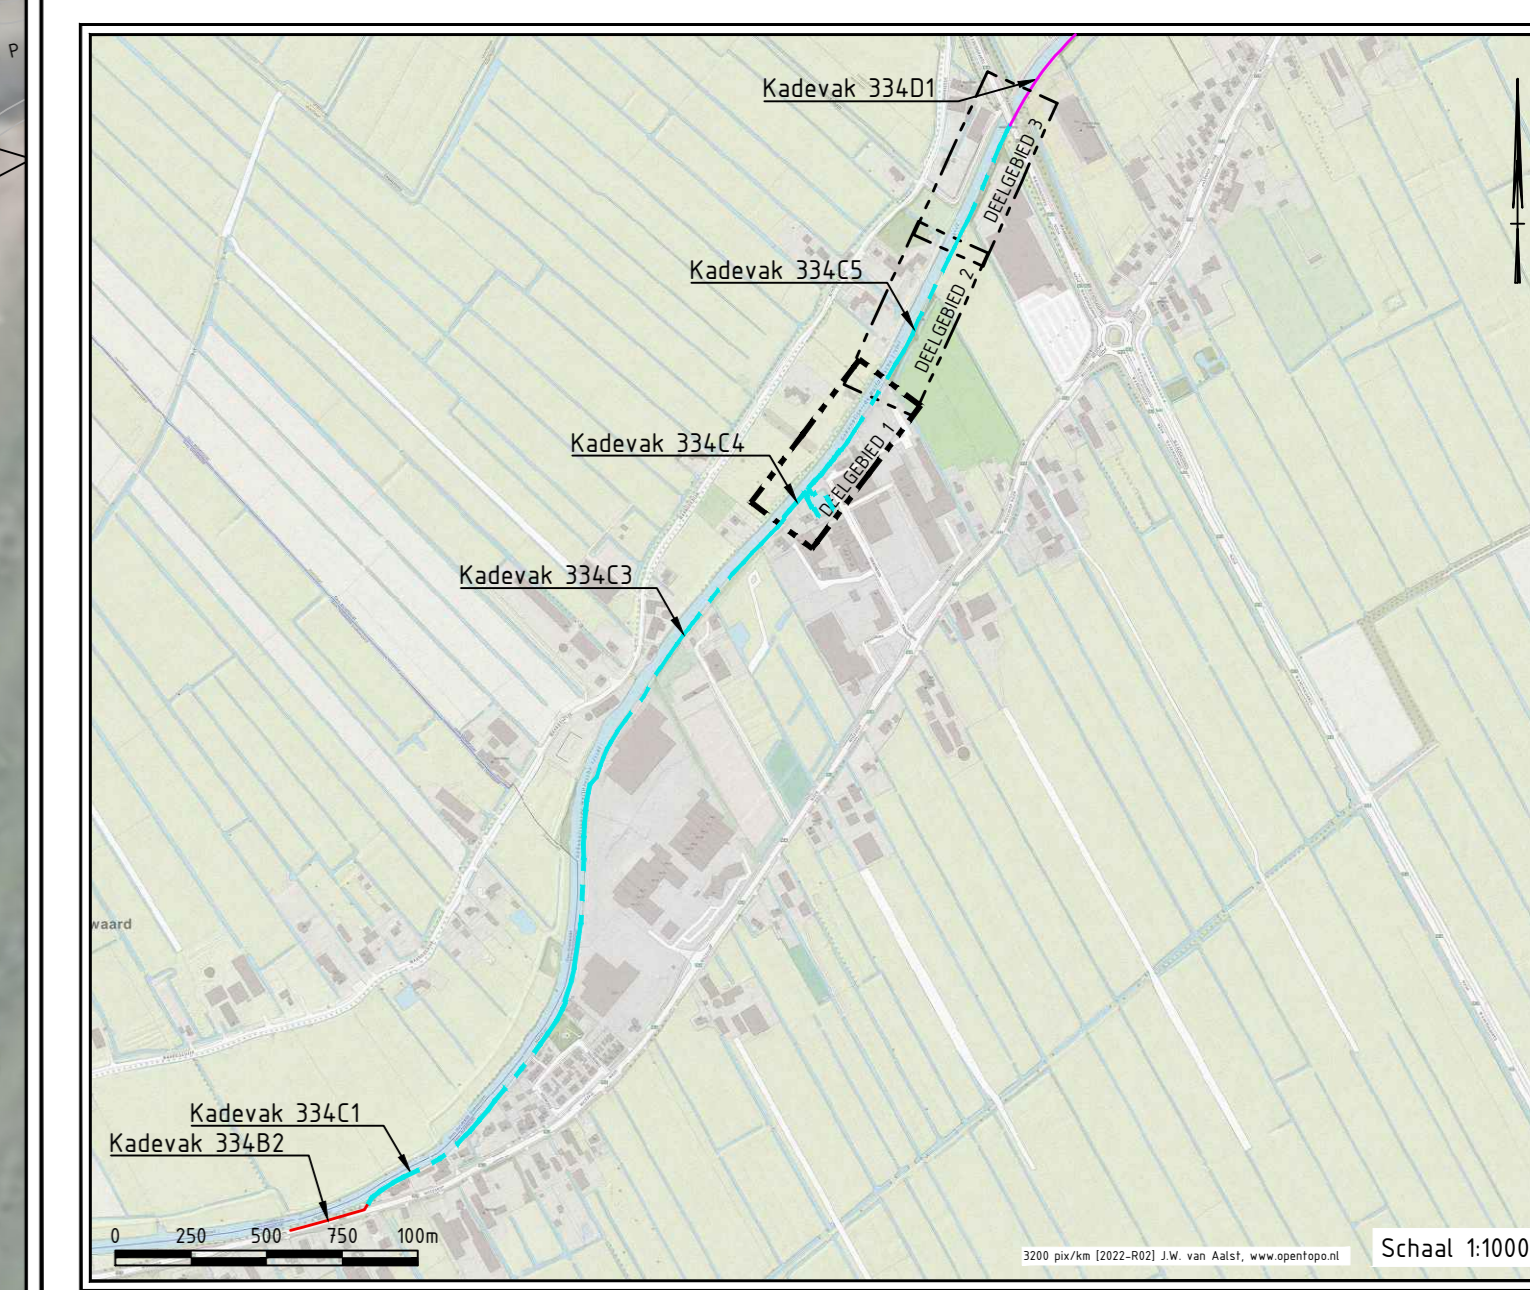 P
Kadevak 334D1
DEELGEBIED 3
Kadevak 334C5
DEELGEBIED 2
Kadevak 334C4
DEELGEBIED 1
Kadevak 334C3
waard
Kadevak 334C1
Kadevak 334B2
0 250 500 750 100m
3200 pix/km [2022-R02] J.W. van Aalst, www.opentopo.nl
Schaal 1:1000